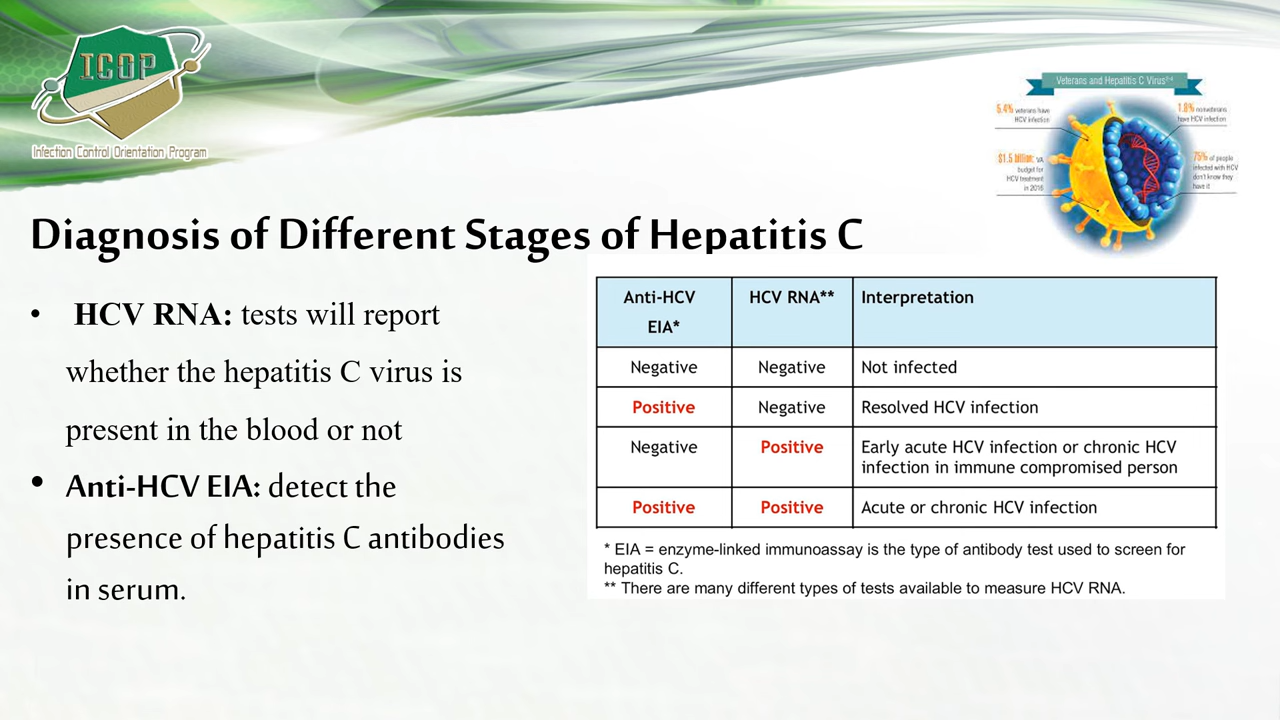 ICOP
Infection Control Orientation Program
Veterans and Hepatitis C Virus²⁻⁴
5.4% veterans have
HCV infection
1.8% nonveterans
have HCV infection
$1.5 billion: VA
budget for
HCV treatment
in 2016
75% of people
infected with HCV
don't know they
have it
Diagnosis of Different Stages of Hepatitis C
• HCV RNA: tests will report
whether the hepatitis C virus is
present in the blood or not
• Anti-HCV EIA: detect the
presence of hepatitis C antibodies
in serum.
Anti-HCV EIA* HCV RNA** Interpretation
Negative Negative Not infected
Positive Negative Resolved HCV infection
Negative Positive Early acute HCV infection or chronic HCV
infection in immune compromised person
Positive Positive Acute or chronic HCV infection
* EIA = enzyme-linked immunoassay is the type of antibody test used to screen for
hepatitis C.
** There are many different types of tests available to measure HCV RNA.